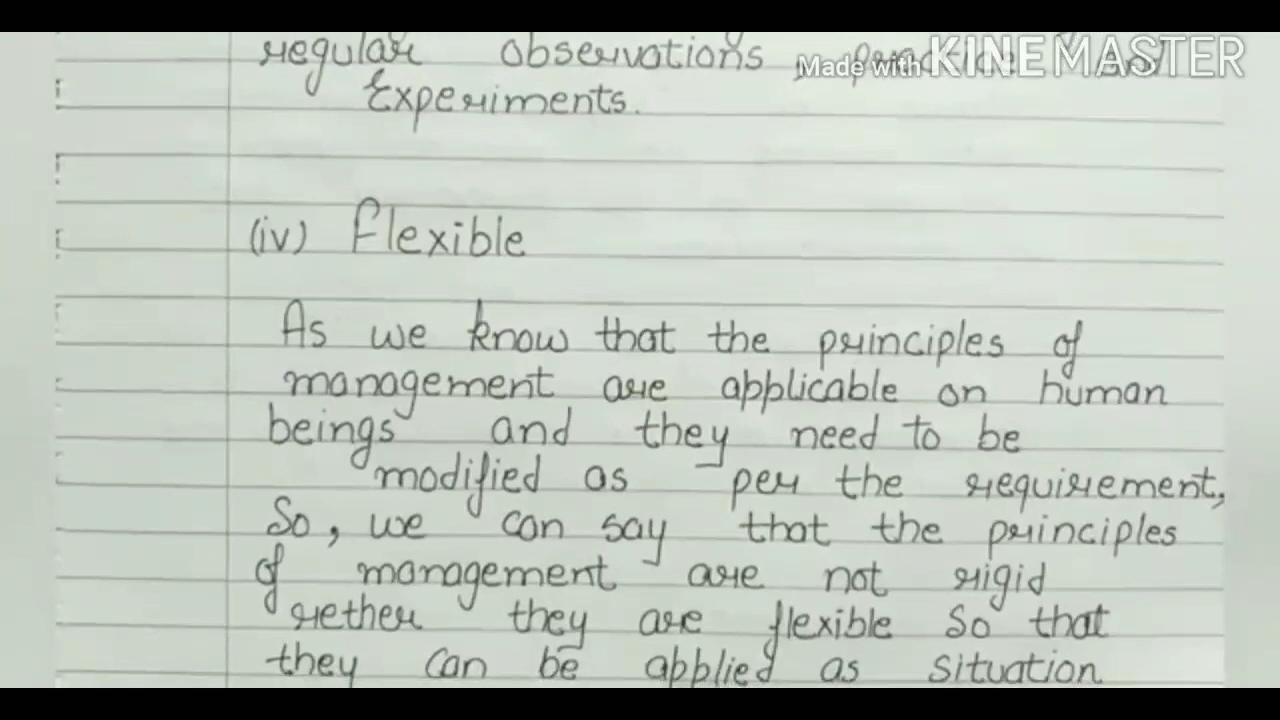 regular observations
Made with KINEMASTER
Experiments.
(iv) Flexible
As we know that the principles of
management are applicable on human
beings and they need to be
modified as per the requirement,
So, we can say that the principles
of management are not rigid
rether they are flexible so that
they can be applied as situation